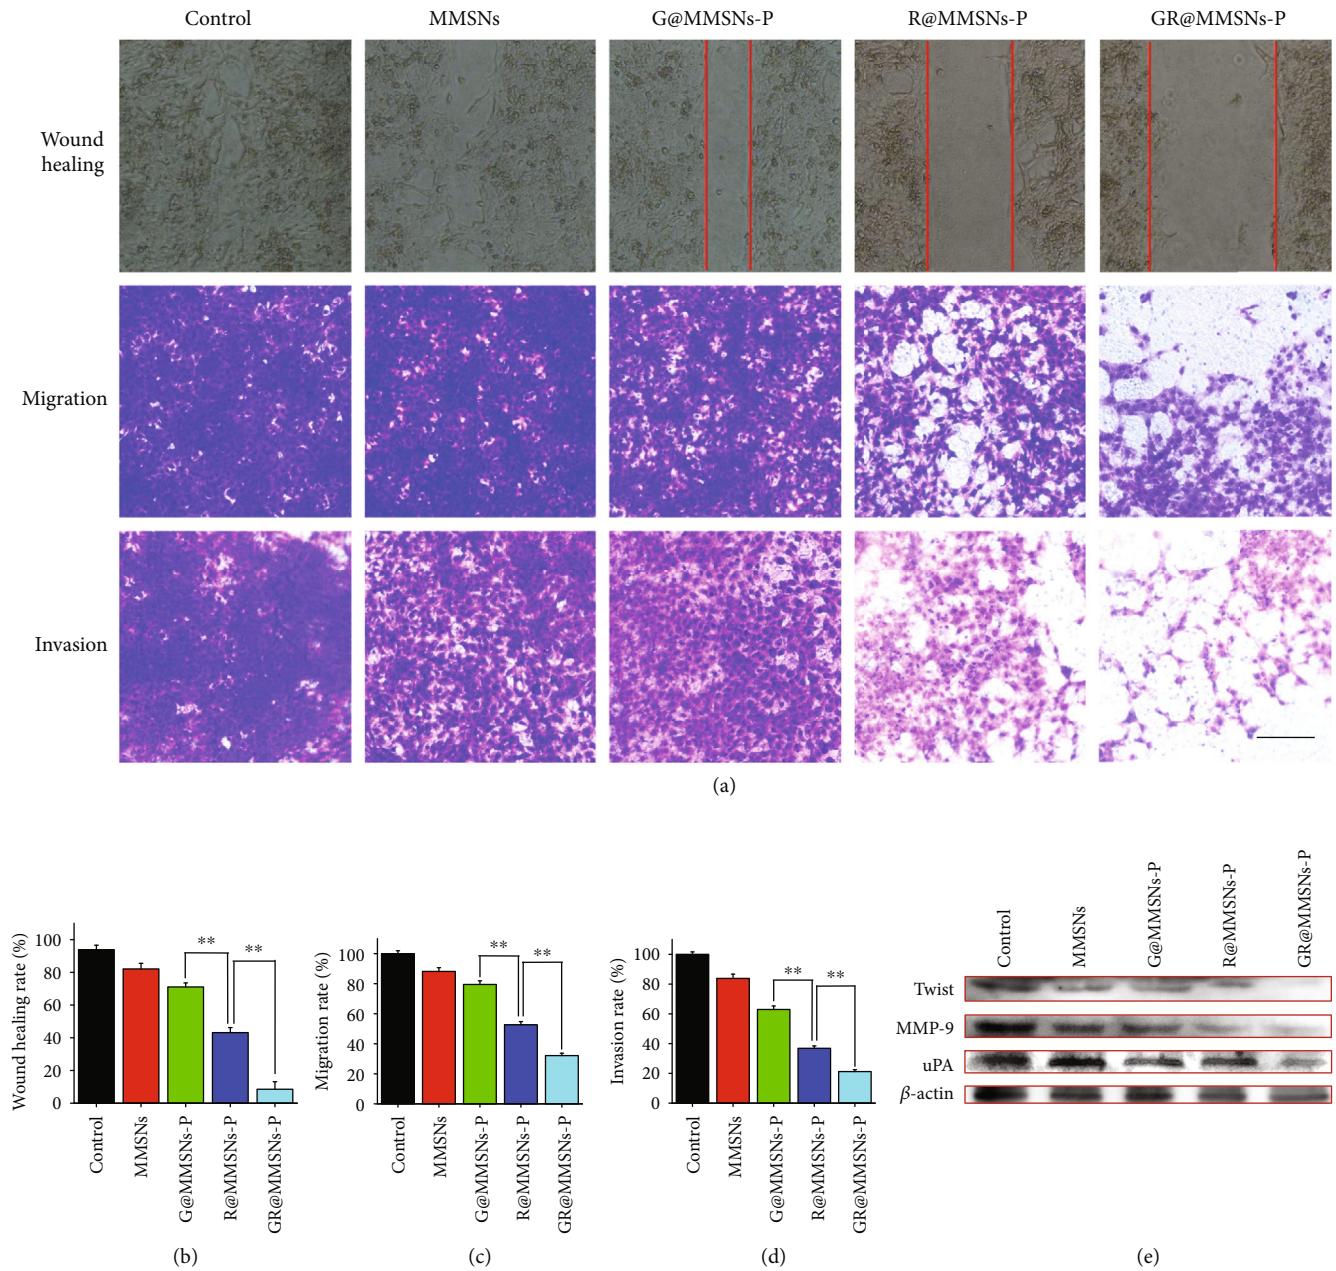 Control MMSNs G@MMSNs-P R@MMSNs-P GR@MMSNs-P
Wound
healing
Migration
Invasion
(a)
Wound healing rate (%)
100
80
60
40
20
0
** **
Control MMSNs G@MMSNs-P R@MMSNs-P GR@MMSNs-P
(b)
Migration rate (%)
100
80
60
40
20
0
** **
Control MMSNs G@MMSNs-P R@MMSNs-P GR@MMSNs-P
(c)
Invasion rate (%)
100
80
60
40
20
0
** **
Control MMSNs G@MMSNs-P R@MMSNs-P GR@MMSNs-P
(d)
Control MMSNs G@MMSNs-P R@MMSNs-P GR@MMSNs-P
Twist
MMP-9
uPA
β-actin
(e)